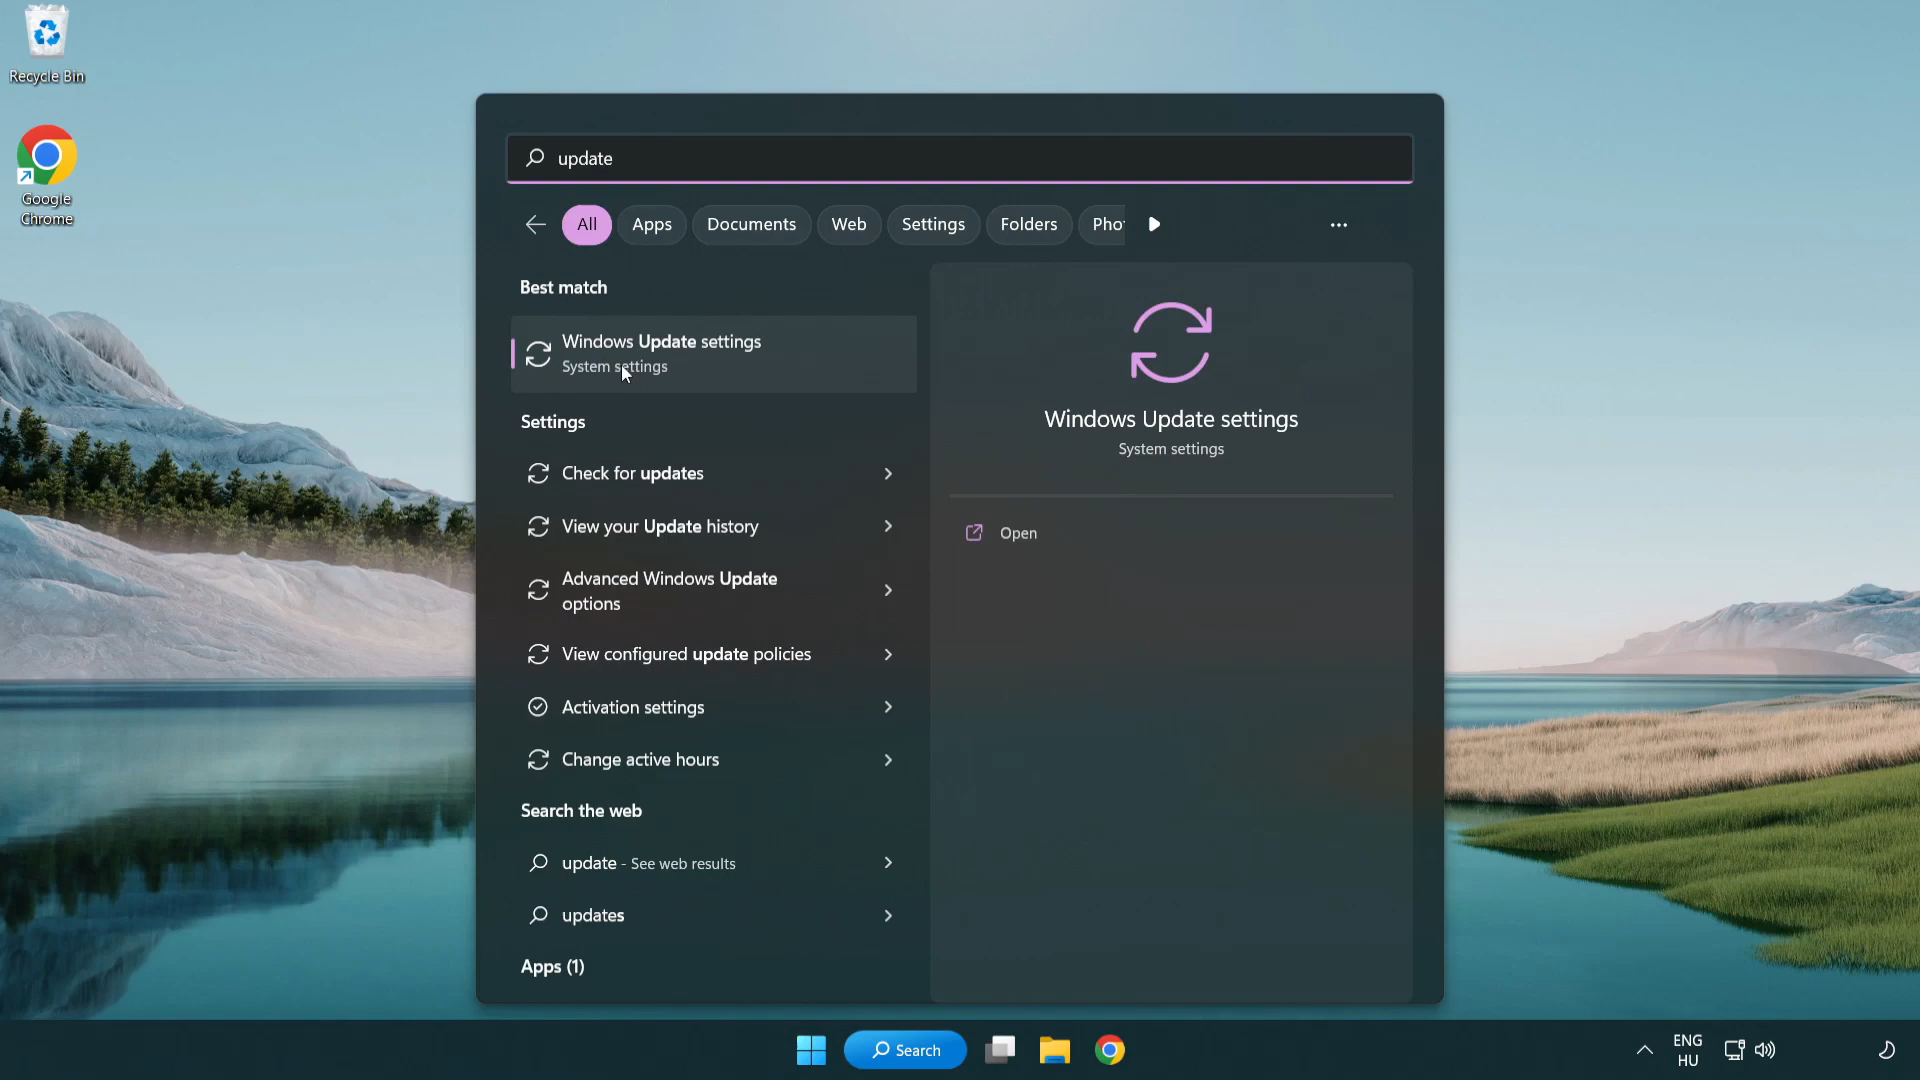 Recycle Bin
Google
Chrome
update
All
Apps
Documents
Web
Settings
Folders
Pho
Best match
Windows Update settings
System settings
Settings
Check for updates
View your Update history
Advanced Windows Update
options
View configured update policies
Activation settings
Change active hours
Search the web
update - See web results
updates
Apps (1)
Windows Update settings
System settings
Open
Search
ENG
HU